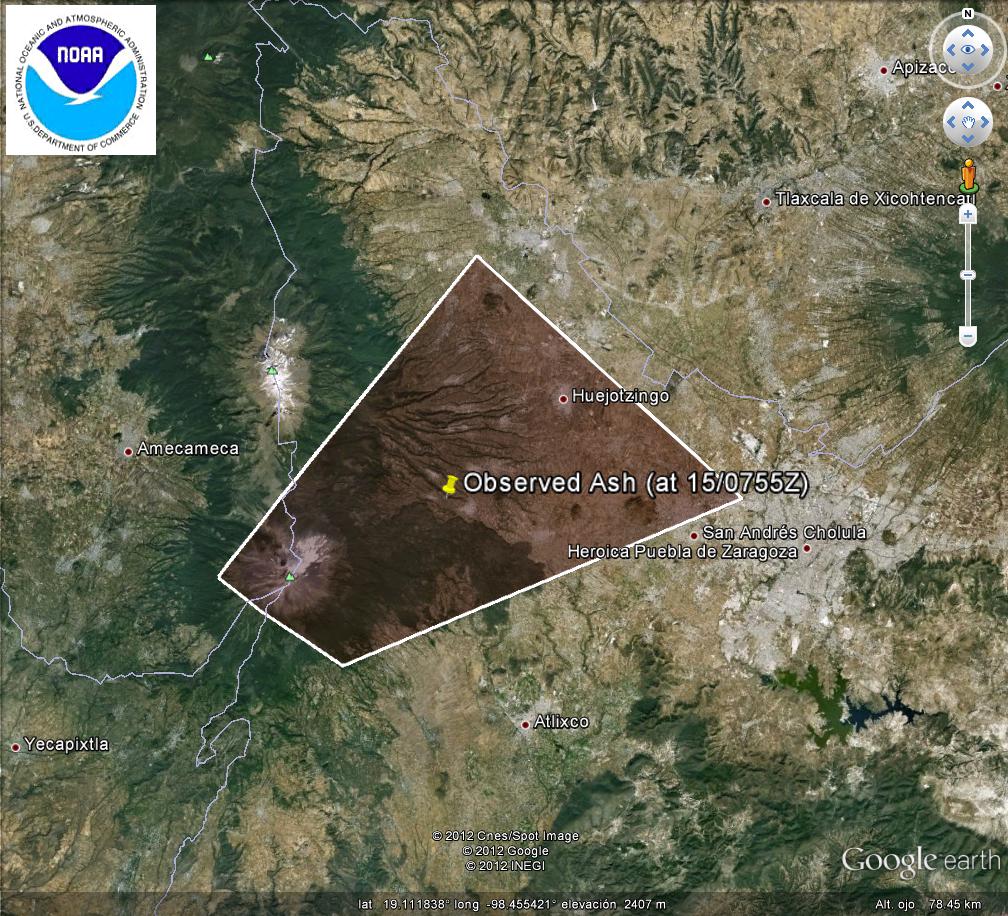 NATIONAL OCEANIC AND ATMOSPHERIC ADMINISTRATION
NOAA
U.S. DEPARTMENT OF COMMERCE
N
Apizaco
Tlaxcala de Xicohtencatl
Huejotzingo
Amecameca
Observed Ash (at 15/0755Z)
San Andrés Cholula
Heroica Puebla de Zaragoza
Atlixco
Yecapixtla
© 2012 Cnes/Spot Image
© 2012 Google
© 2012 INEGI
Google earth
lat 19.111838° long -98.455421° elevación 2407 m
Alt. ojo 78.45 km